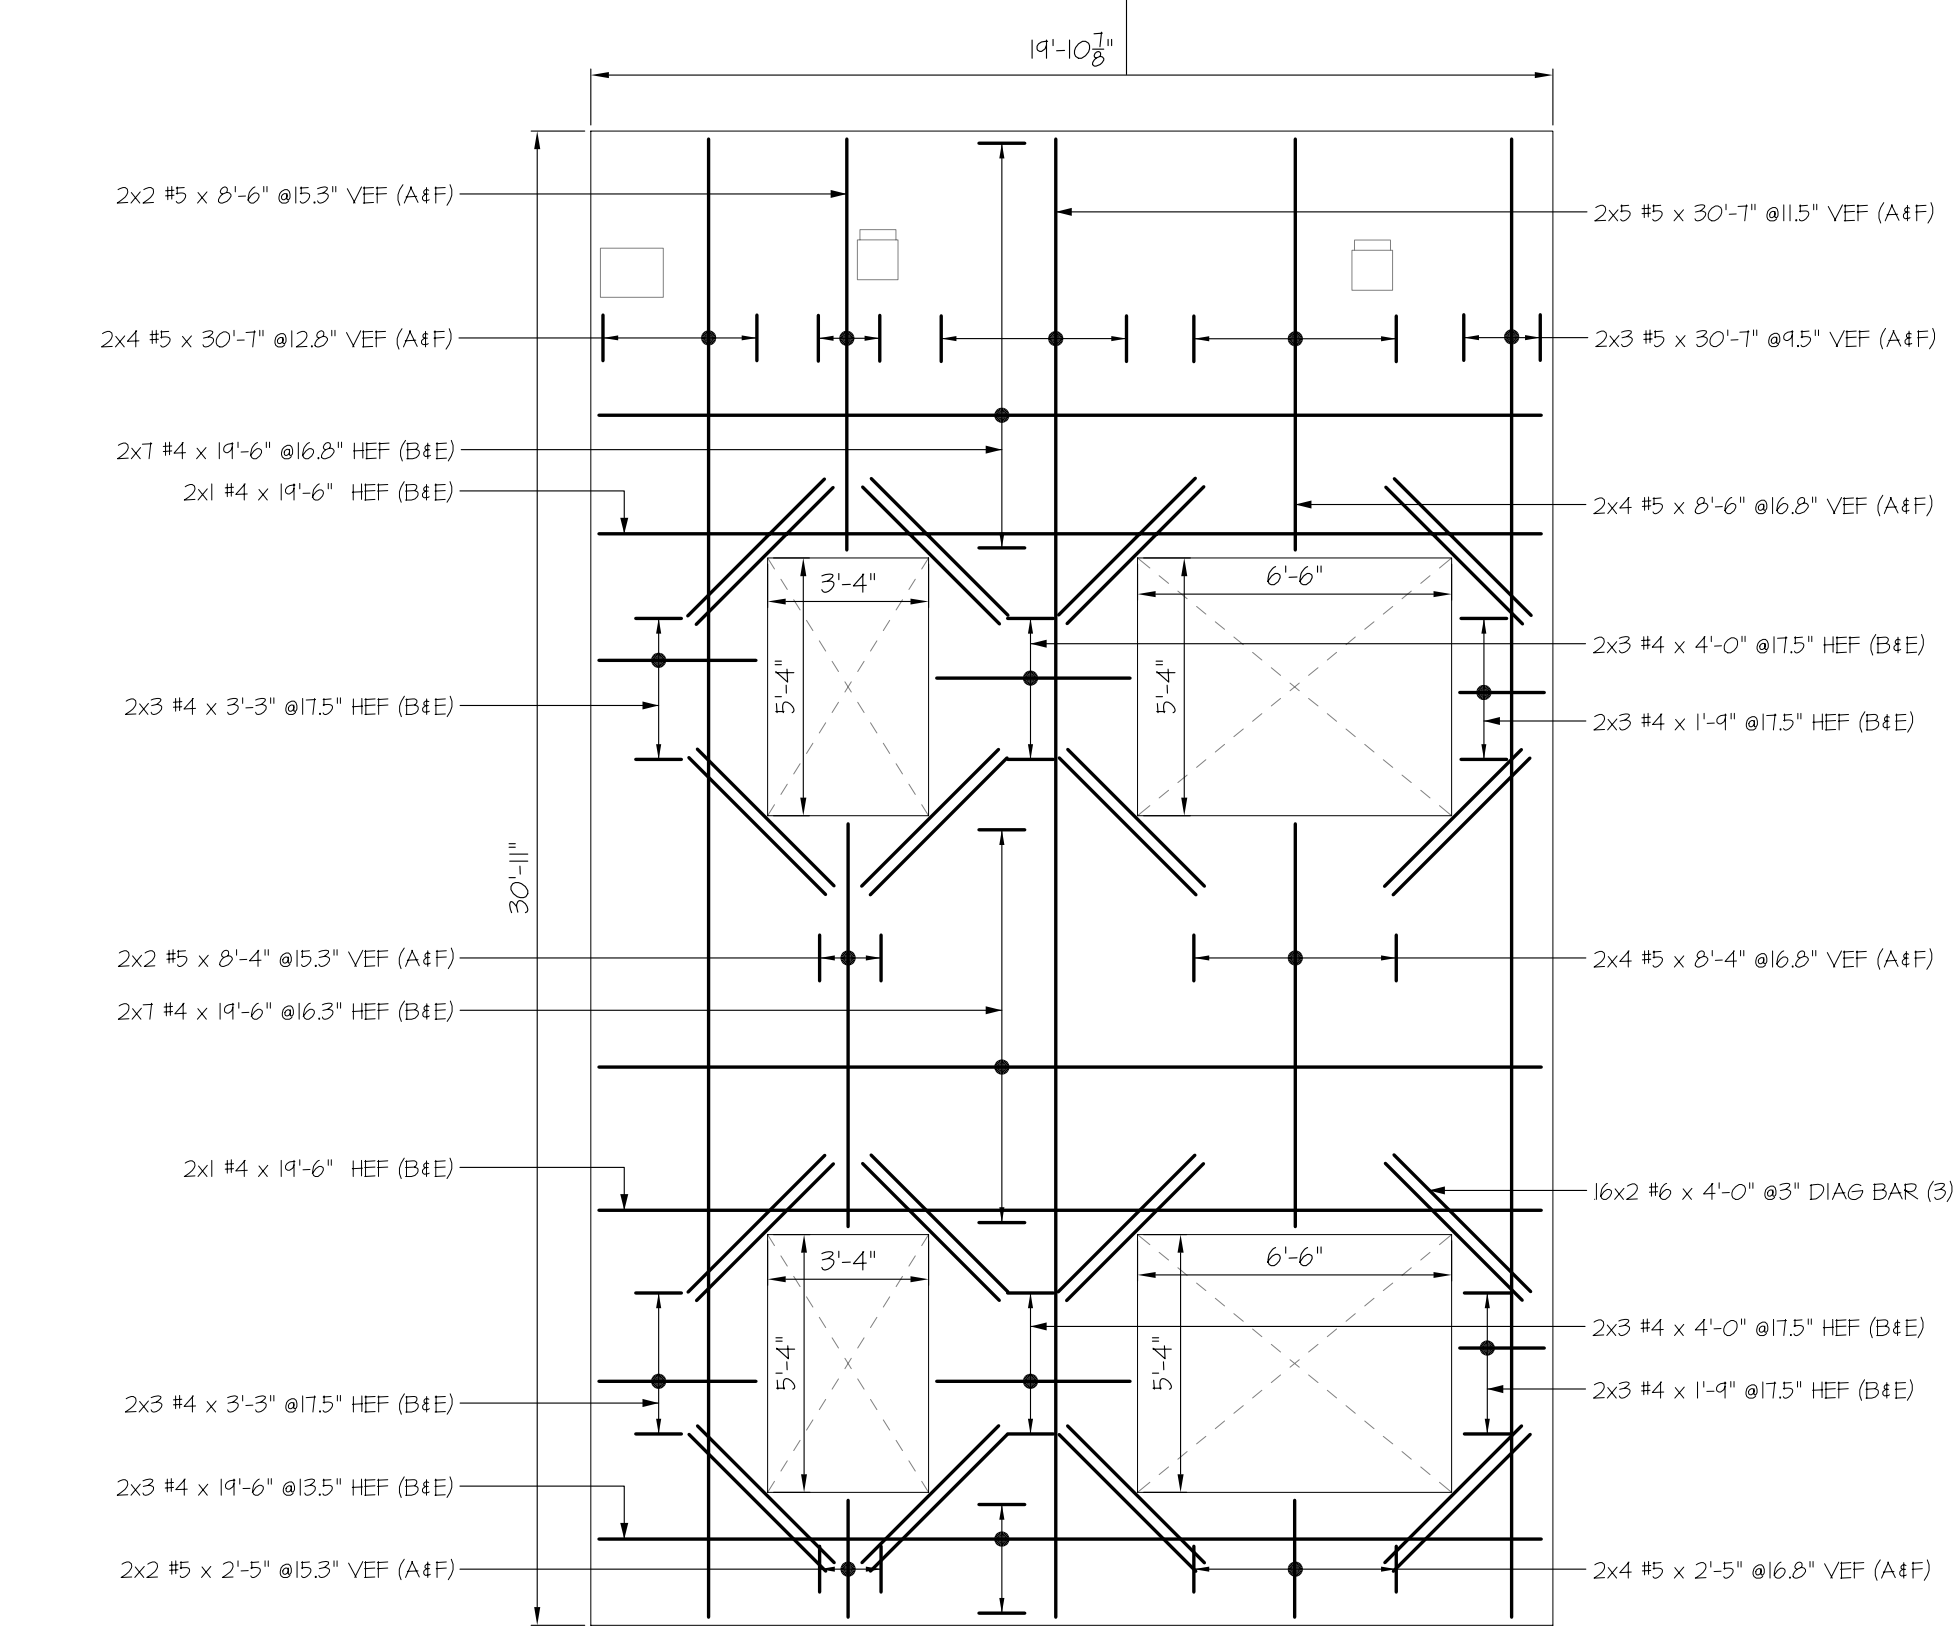 19'-10 7/8"
2x2 #5 x 8'-6" @15.3" VEF (A&F)
2x5 #5 x 30'-7" @11.5" VEF (A&F)
2x4 #5 x 30'-7" @12.8" VEF (A&F)
2x3 #5 x 30'-7" @9.5" VEF (A&F)
2x7 #4 x 19'-6" @16.8" HEF (B&E)
2x1 #4 x 19'-6" HEF (B&E)
2x4 #5 x 8'-6" @16.8" VEF (A&F)
3'-4"
6'-6"
2x3 #4 x 4'-0" @17.5" HEF (B&E)
5'-4"
5'-4"
2x3 #4 x 3'-3" @17.5" HEF (B&E)
2x3 #4 x 1'-9" @17.5" HEF (B&E)
30'-11"
2x2 #5 x 8'-4" @15.3" VEF (A&F)
2x4 #5 x 8'-4" @16.8" VEF (A&F)
2x7 #4 x 19'-6" @16.3" HEF (B&E)
2x1 #4 x 19'-6" HEF (B&E)
16x2 #6 x 4'-0" @3" DIAG BAR (3)
3'-4"
6'-6"
2x3 #4 x 4'-0" @17.5" HEF (B&E)
5'-4"
5'-4"
2x3 #4 x 1'-9" @17.5" HEF (B&E)
2x3 #4 x 3'-3" @17.5" HEF (B&E)
2x3 #4 x 19'-6" @13.5" HEF (B&E)
2x2 #5 x 2'-5" @15.3" VEF (A&F)
2x4 #5 x 2'-5" @16.8" VEF (A&F)